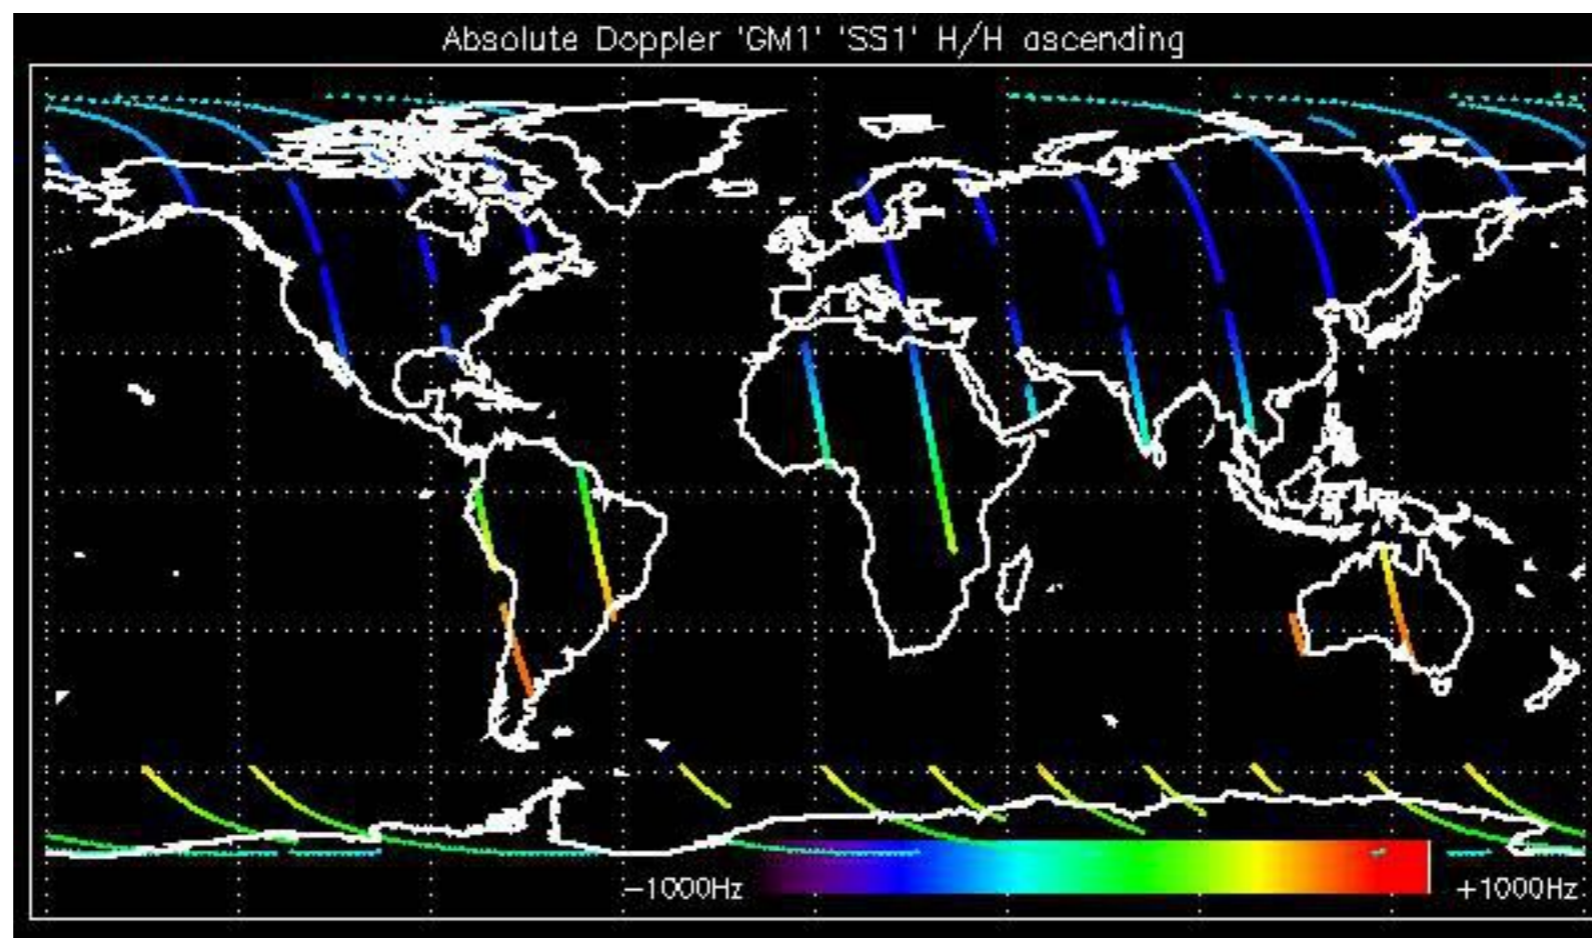 Absolute Doppler 'GM1' 'SS1' H/H ascending
-1000Hz
+1000Hz